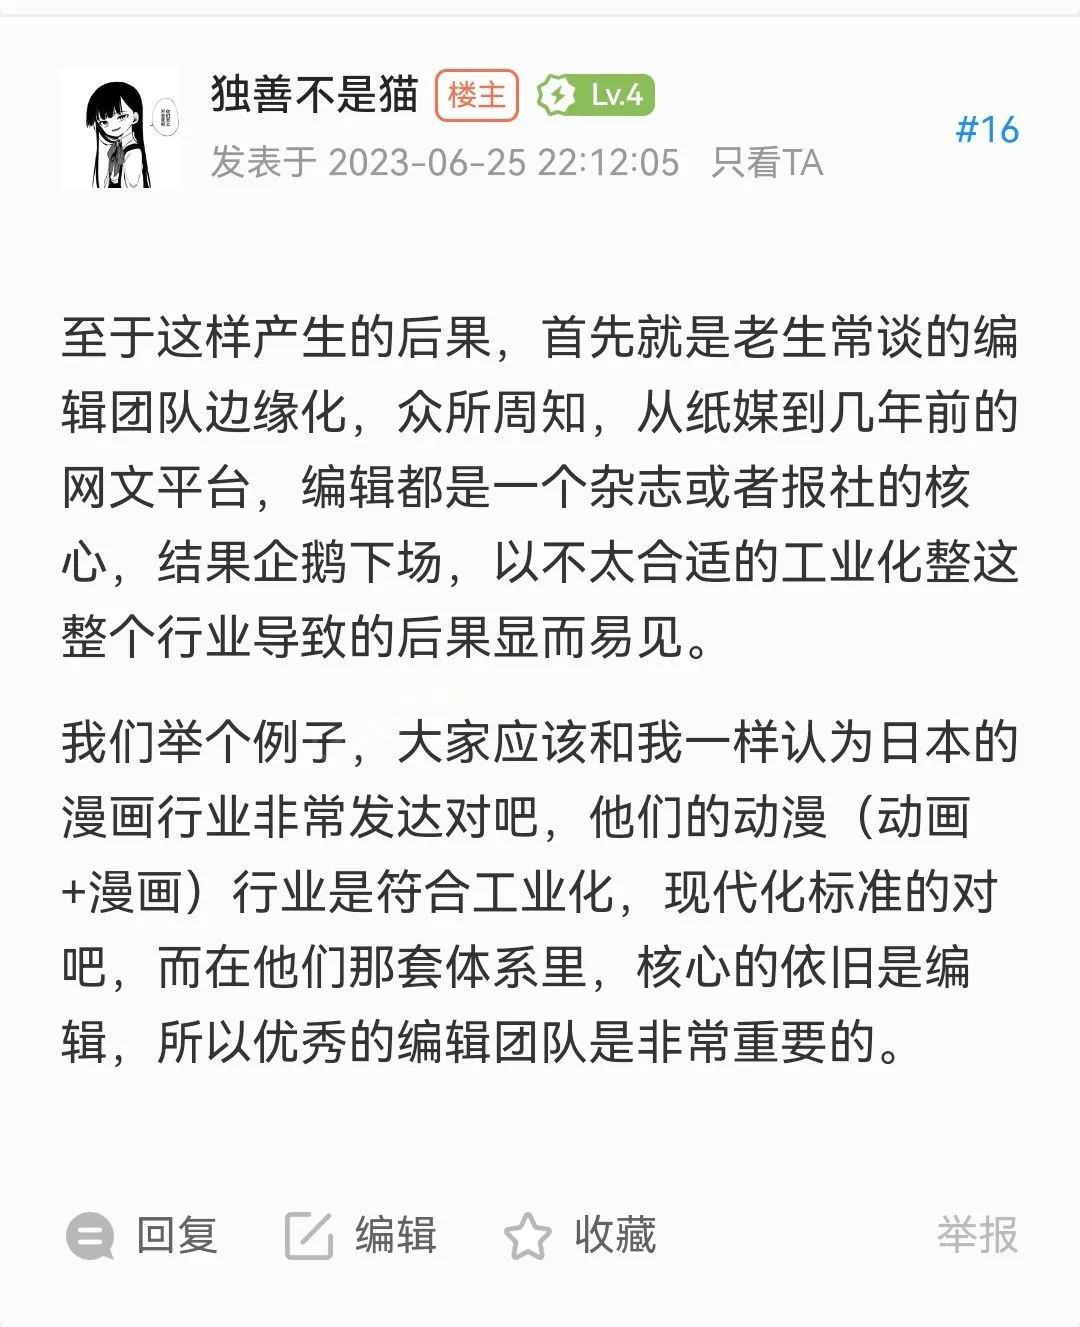 独善不是猫 楼主 Lv.4
#16
发表于 2023-06-25 22:12:05 只看TA
至于这样产生的后果，首先就是老生常谈的编
辑团队边缘化，众所周知，从纸媒到几年前的
网文平台，编辑都是一个杂志或者报社的核
心，结果企鹅下场，以不太合适的工业化整这
整个行业导致的后果显而易见。
我们举个例子，大家应该和我一样认为日本的
漫画行业非常发达对吧，他们的动漫（动画
+漫画）行业是符合工业化，现代化标准的对
吧，而在他们那套体系里，核心的依旧是编
辑，所以优秀的编辑团队是非常重要的。
回复 编辑 收藏 举报